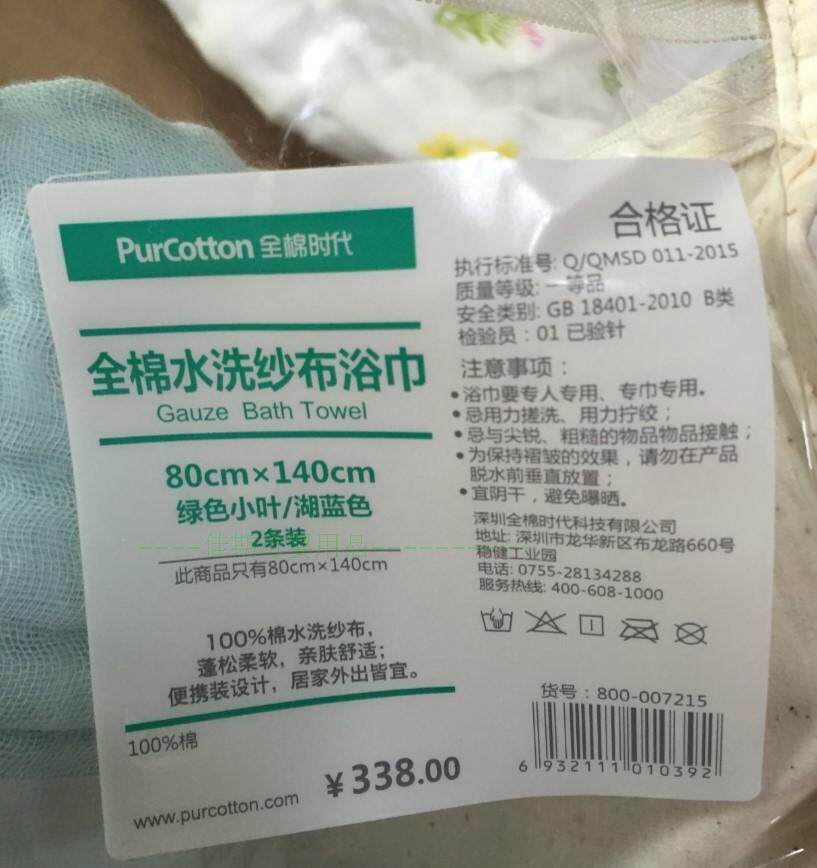 PurCotton 全棉时代
全棉水洗纱布浴巾
Gauze Bath Towel
80cm×140cm
绿色小叶/湖蓝色
2条装
此商品只有80cm×140cm
100%棉水洗纱布,
蓬松柔软，亲肤舒适；
便携装设计，居家外出皆宜。
100%棉
¥338.00
www.purcotton.com
合格证
执行标准号: Q/QMSD 011-2015
质量等级: 一等品
安全类别: GB 18401-2010 B类
检验员：01 已验针
注意事项：
•浴巾要专人专用、专巾专用。
•忌用力搓洗、用力拧绞；
•忌与尖锐、粗糙的物品物品接触；
•为保持褶皱的效果，请勿在产品
脱水前垂直放置；
•宜阴干，避免曝晒。
深圳全棉时代科技有限公司
地址: 深圳市龙华新区布龙路660号
稳健工业园
电话: 0755-28134288
服务热线: 400-608-1000
货号：800-007215
6 932111 010392